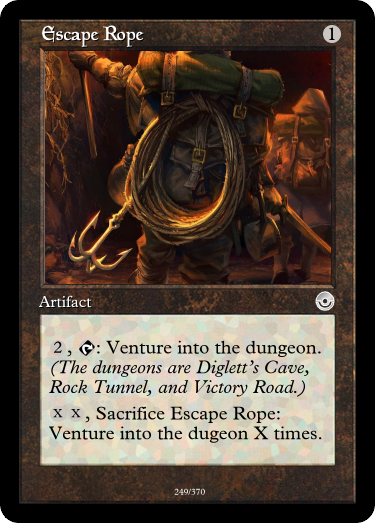 Escape Rope 1
Artifact
2, : Venture into the dungeon.
(The dungeons are Diglett's Cave,
Rock Tunnel, and Victory Road.)
X X, Sacrifice Escape Rope:
Venture into the dugeon X times.
249/370